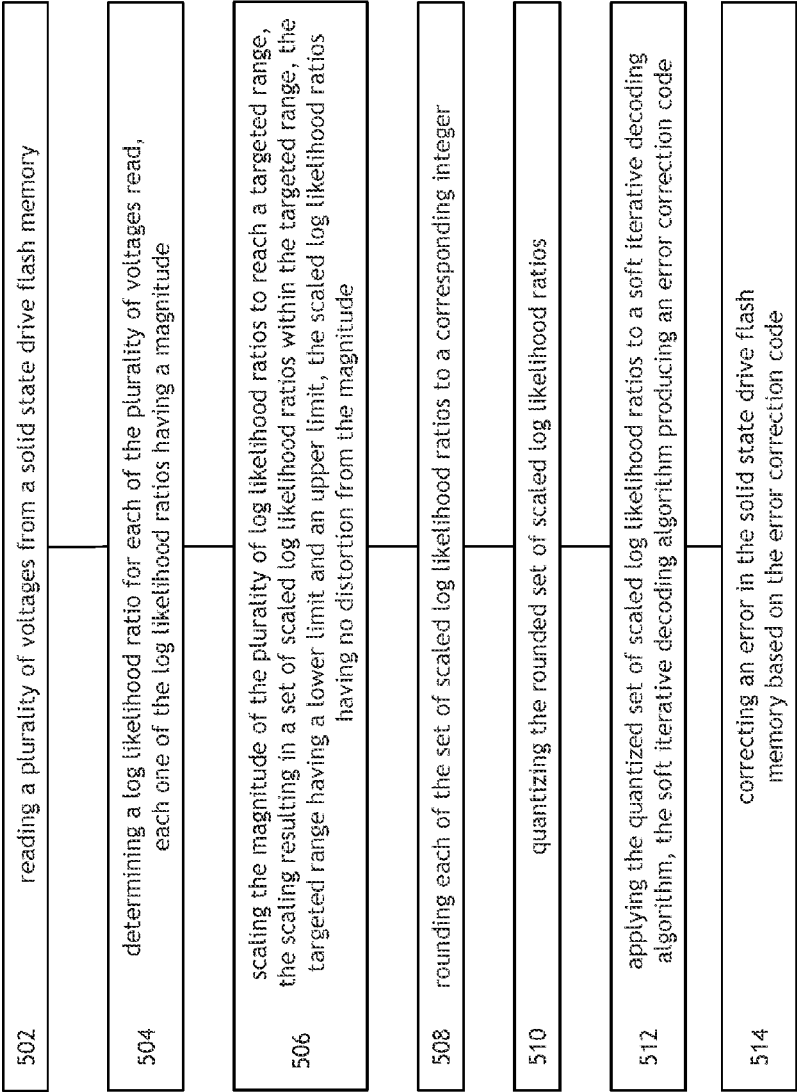 502
reading a plurality of voltages from a solid state drive flash memory
504
determining a log likelihood ratio for each of the plurality of voltages read,
each one of the log likelihood ratios having a magnitude
506
scaling the magnitude of the plurality of log likelihood ratios to reach a targeted range,
the scaling resulting in a set of scaled log likelihood ratios within the targeted range, the
targeted range having a lower limit and an upper limit, the scaled log likelihood ratios
having no distortion from the magnitude
508
rounding each of the set of scaled log likelihood ratios to a corresponding integer
510
quantizing the rounded set of scaled log likelihood ratios
512
applying the quantized set of scaled log likelihood ratios to a soft iterative decoding
algorithm, the soft iterative decoding algorithm producing an error correction code
514
correcting an error in the solid state drive flash
memory based on the error correction code